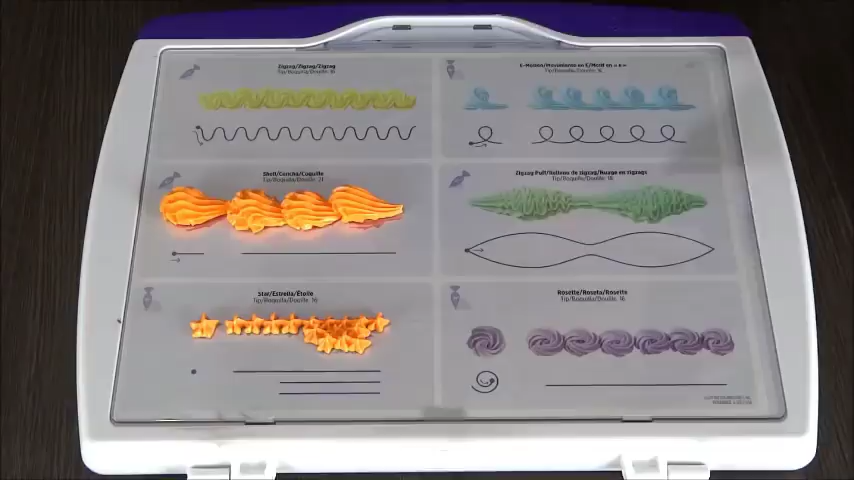 Zigzag/Zigzag/Zigzag
Tip/Boquilla/Douille: 16
E-Motion/Movimiento en E/Motif en « e »
Tip/Boquilla/Douille: 16
Shell/Concha/Coquille
Tip/Boquilla/Douille: 21
Zigzag Puff/Relieve de zigzag/Nuage en zigzags
Tip/Boquilla/Douille: 16
Star/Estrella/Étoile
Tip/Boquilla/Douille: 16
Rosette/Roseta/Rosette
Tip/Boquilla/Douille: 16